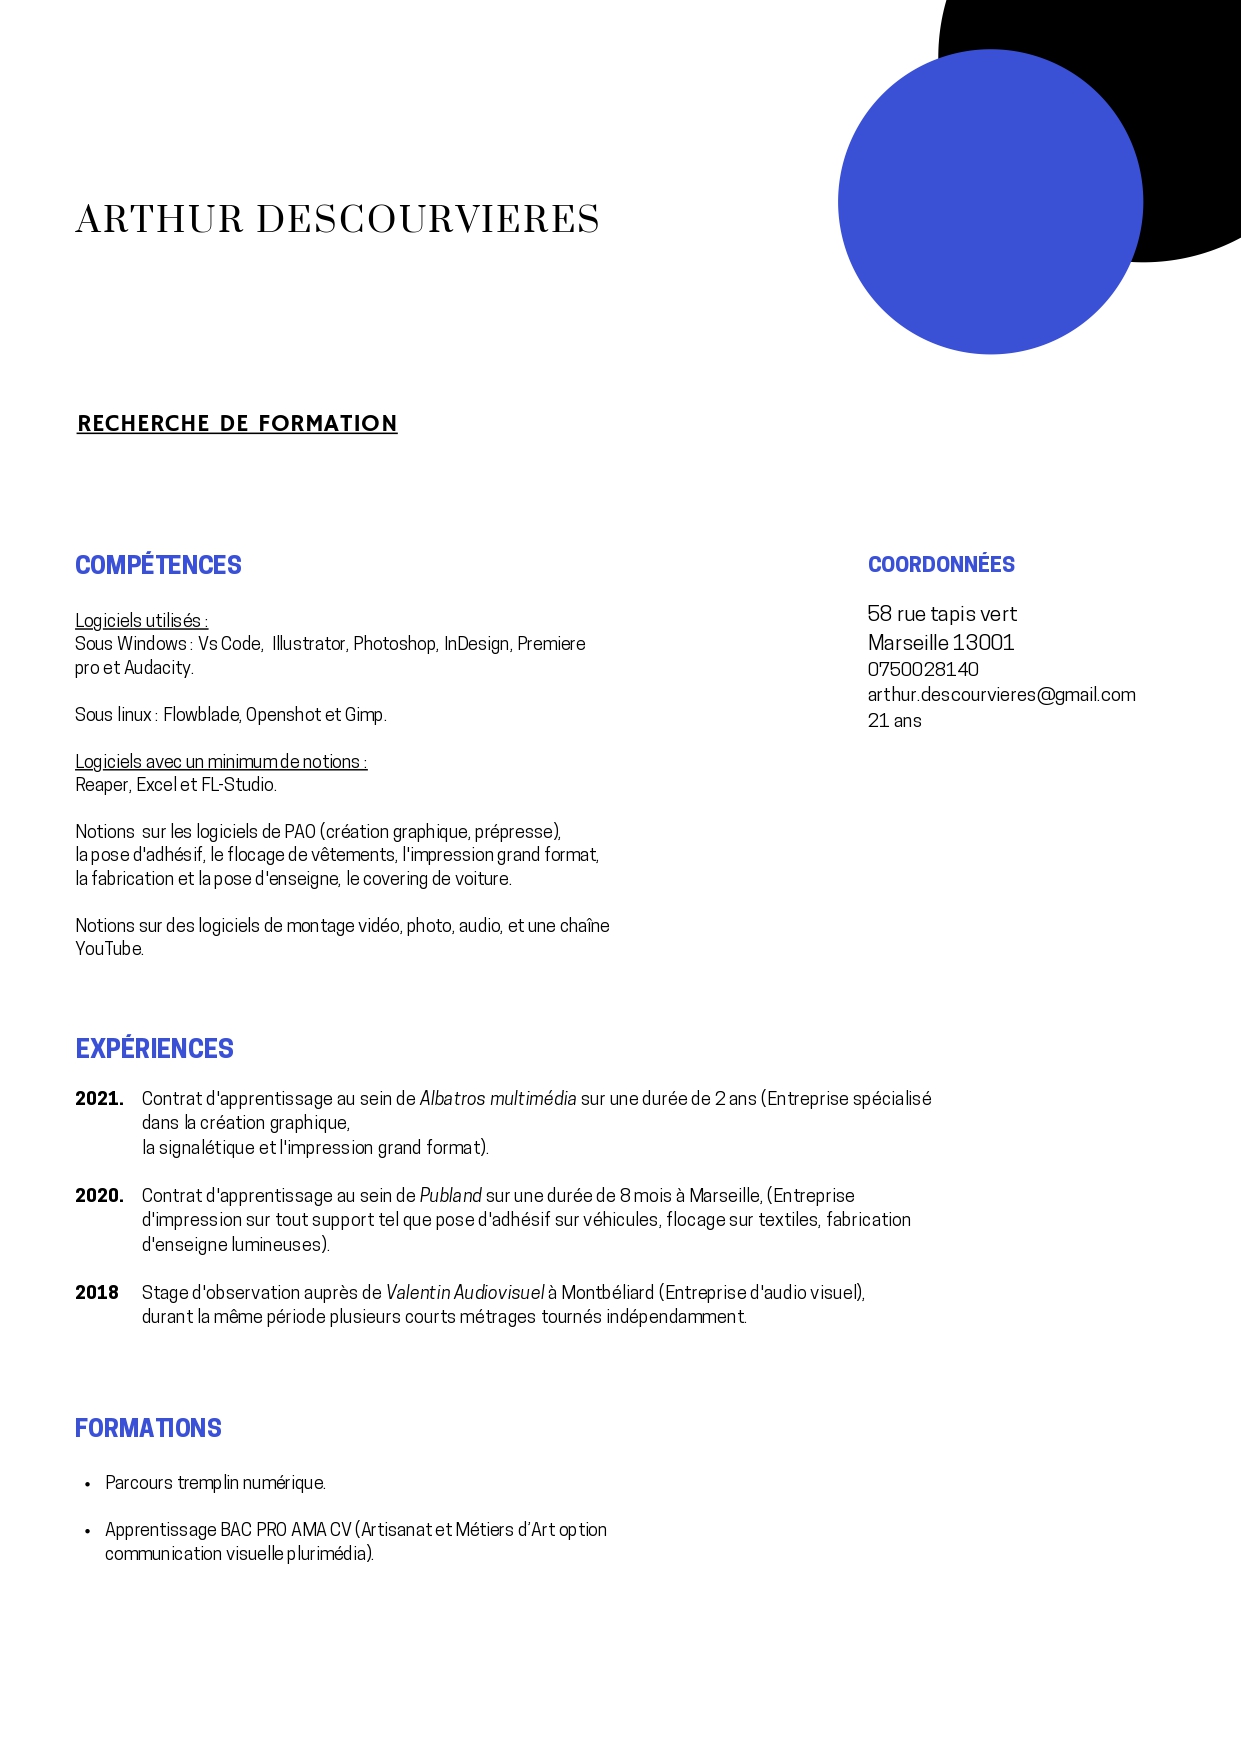 ARTHUR DESCOURVIERES
RECHERCHE DE FORMATION
COMPÉTENCES
Logiciels utilisés :
Sous Windows : Vs Code, Illustrator, Photoshop, InDesign, Premiere
pro et Audacity.
Sous linux : Flowblade, Openshot et Gimp.
Logiciels avec un minimum de notions :
Reaper, Excel et FL-Studio.
Notions sur les logiciels de PAO (création graphique, prépresse),
la pose d'adhésif, le flocage de vêtements, l'impression grand format,
la fabrication et la pose d'enseigne, le covering de voiture.
Notions sur des logiciels de montage vidéo, photo, audio, et une chaîne
YouTube.
COORDONNÉES
58 rue tapis vert
Marseille 13001
0750028140
arthur.descourvieres@gmail.com
21 ans
EXPÉRIENCES
2021. Contrat d'apprentissage au sein de Albatros multimédia sur une durée de 2 ans (Entreprise spécialisé
dans la création graphique,
la signalétique et l'impression grand format).
2020. Contrat d'apprentissage au sein de Publand sur une durée de 8 mois à Marseille, (Entreprise
d'impression sur tout support tel que pose d'adhésif sur véhicules, flocage sur textiles, fabrication
d'enseigne lumineuses).
2018 Stage d'observation auprès de Valentin Audiovisuel à Montbéliard (Entreprise d'audio visuel),
durant la même période plusieurs courts métrages tournés indépendamment.
FORMATIONS
• Parcours tremplin numérique.
• Apprentissage BAC PRO AMA CV (Artisanat et Métiers d’Art option
communication visuelle plurimédia).